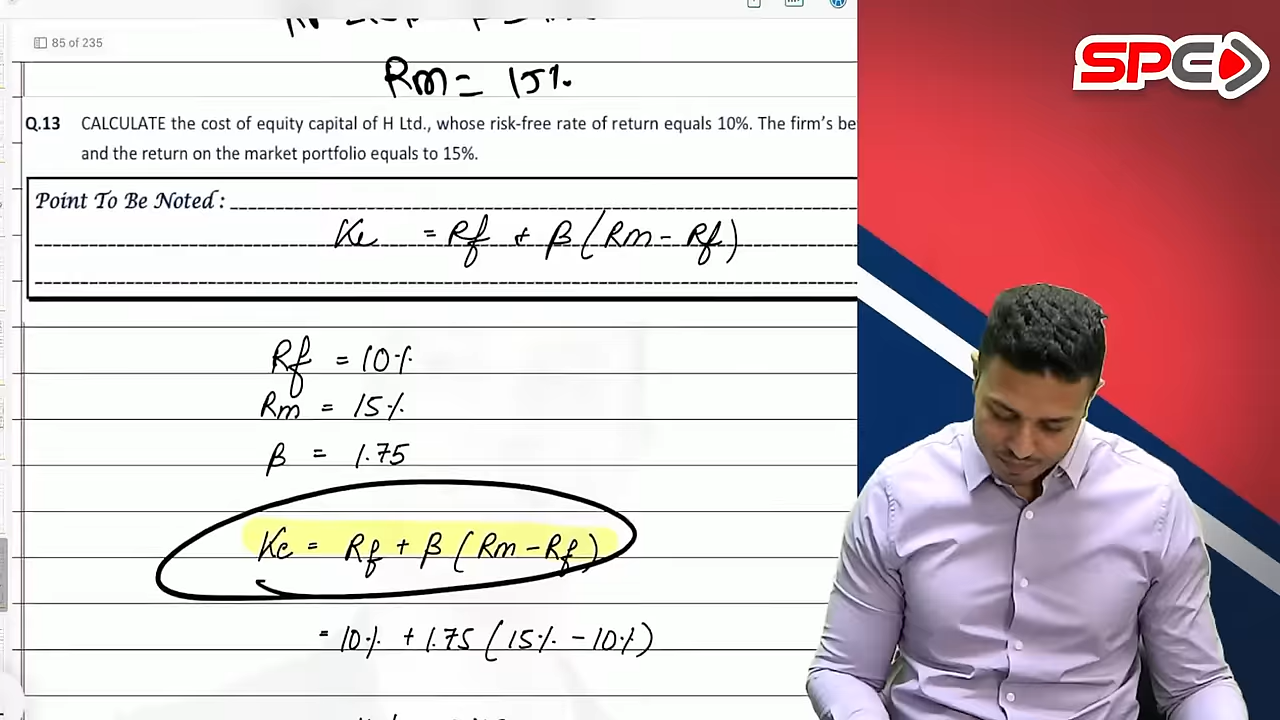 85 of 235
Rm = 15%
Q.13 CALCULATE the cost of equity capital of H Ltd., whose risk-free rate of return equals 10%. The firm's be
and the return on the market portfolio equals to 15%.
Point To Be Noted :
Ke = Rf + β (Rm - Rf)
Rf = 10%
Rm = 15%
β = 1.75
Ke = Rf + β (Rm - Rf)
= 10% + 1.75 (15% - 10%)
SPC